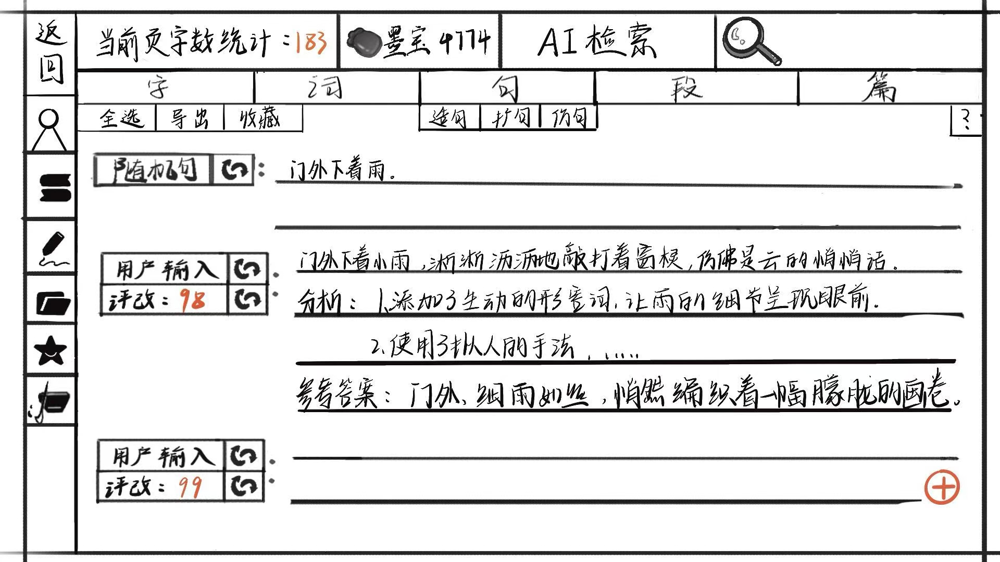 返回
当前页字数统计：183
墨宝 4774
AI 检索
字 词 句 段 篇
全选 导出 收藏
造句 扩句 仿句
?
随机句 ： 门外下着雨。
用户输入 ： 门外下着小雨，淅淅沥沥地敲打着窗棂，仿佛是云的悄悄话。
评改：98 ： 分析：1.添加了生动的形容词，让雨的细节呈现眼前.
2.使用了拟人的手法，……
参考答案：门外、细雨如丝，悄然编织着一幅朦胧的画卷。
用户输入 ：
评改：99 ：